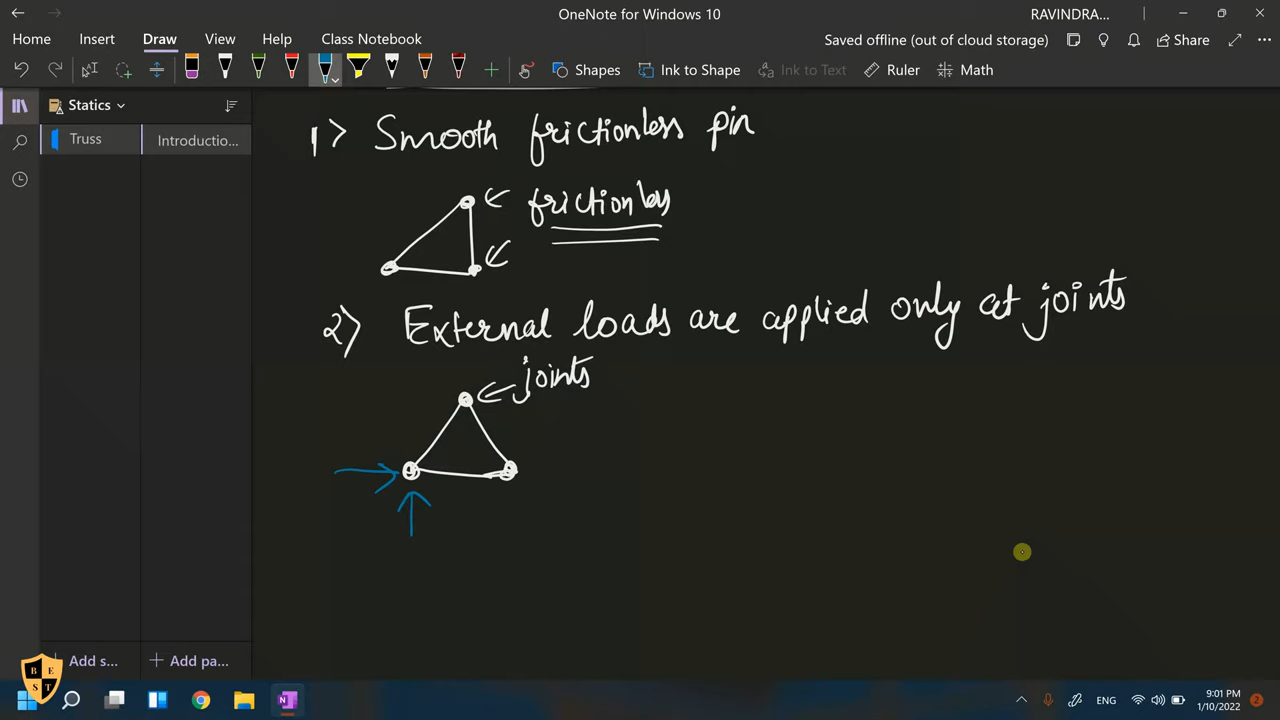 OneNote for Windows 10
RAVINDRA...
Home Insert Draw View Help Class Notebook
Saved offline (out of cloud storage)
Share
Shapes
Ink to Shape
Ink to Text
Ruler
Math
Statics
Truss
Introductio...
1> Smooth frictionless pin
frictionless
2) External loads are applied only at joints
joints
Add s...
Add pa...
BEST
ENG
9:01 PM
1/10/2022
2